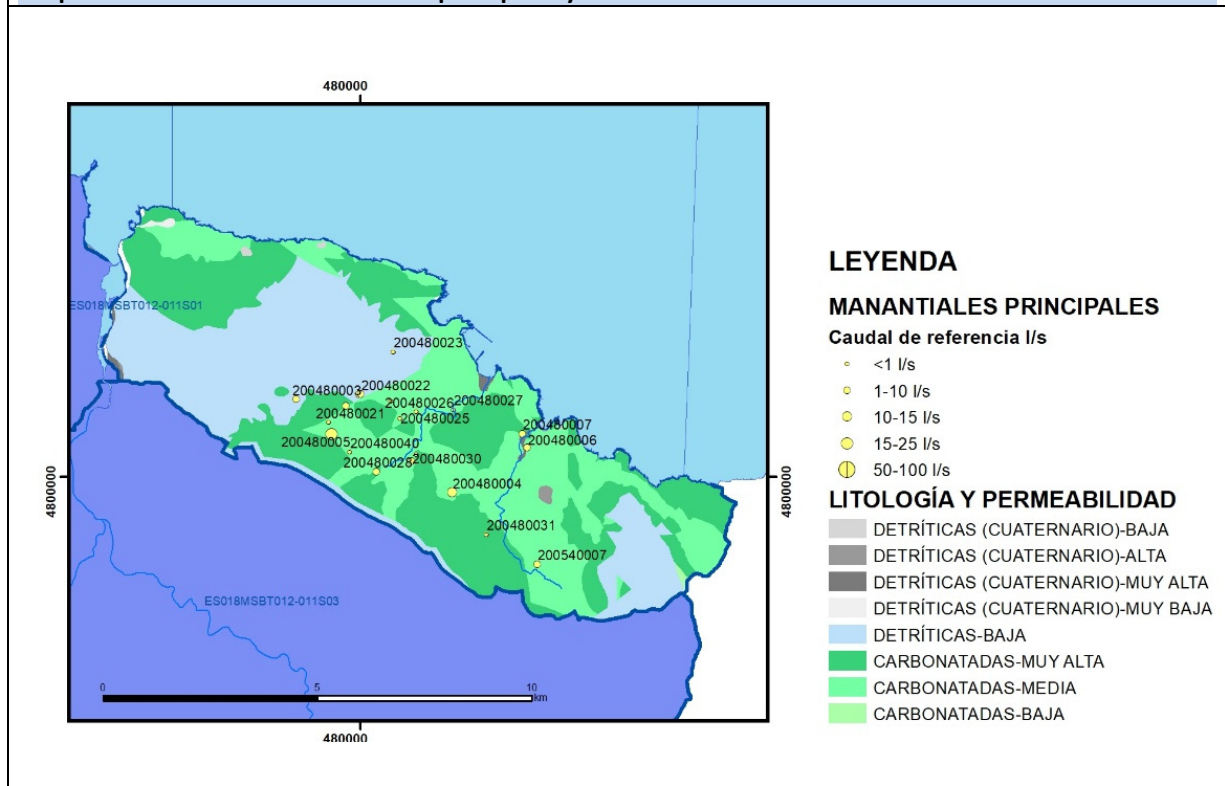 480000
ES018MSBT012-011S01
200480023
200480003
200480022
200480026
200480027
200480021
200480025
200480007
200480005
200480040
200480006
200480030
200480004
4800000
4800000
200480031
200540007
ES018MSBT012-011S03
0
5
10
km
480000
LEYENDA
MANANTIALES PRINCIPALES
Caudal de referencia l/s
<1 l/s
1-10 l/s
10-15 l/s
15-25 l/s
50-100 l/s
LITOLOGÍA Y PERMEABILIDAD
DETRÍTICAS (CUATERNARIO)-BAJA
DETRÍTICAS (CUATERNARIO)-ALTA
DETRÍTICAS (CUATERNARIO)-MUY ALTA
DETRÍTICAS (CUATERNARIO)-MUY BAJA
DETRÍTICAS-BAJA
CARBONATADAS-MUY ALTA
CARBONATADAS-MEDIA
CARBONATADAS-BAJA